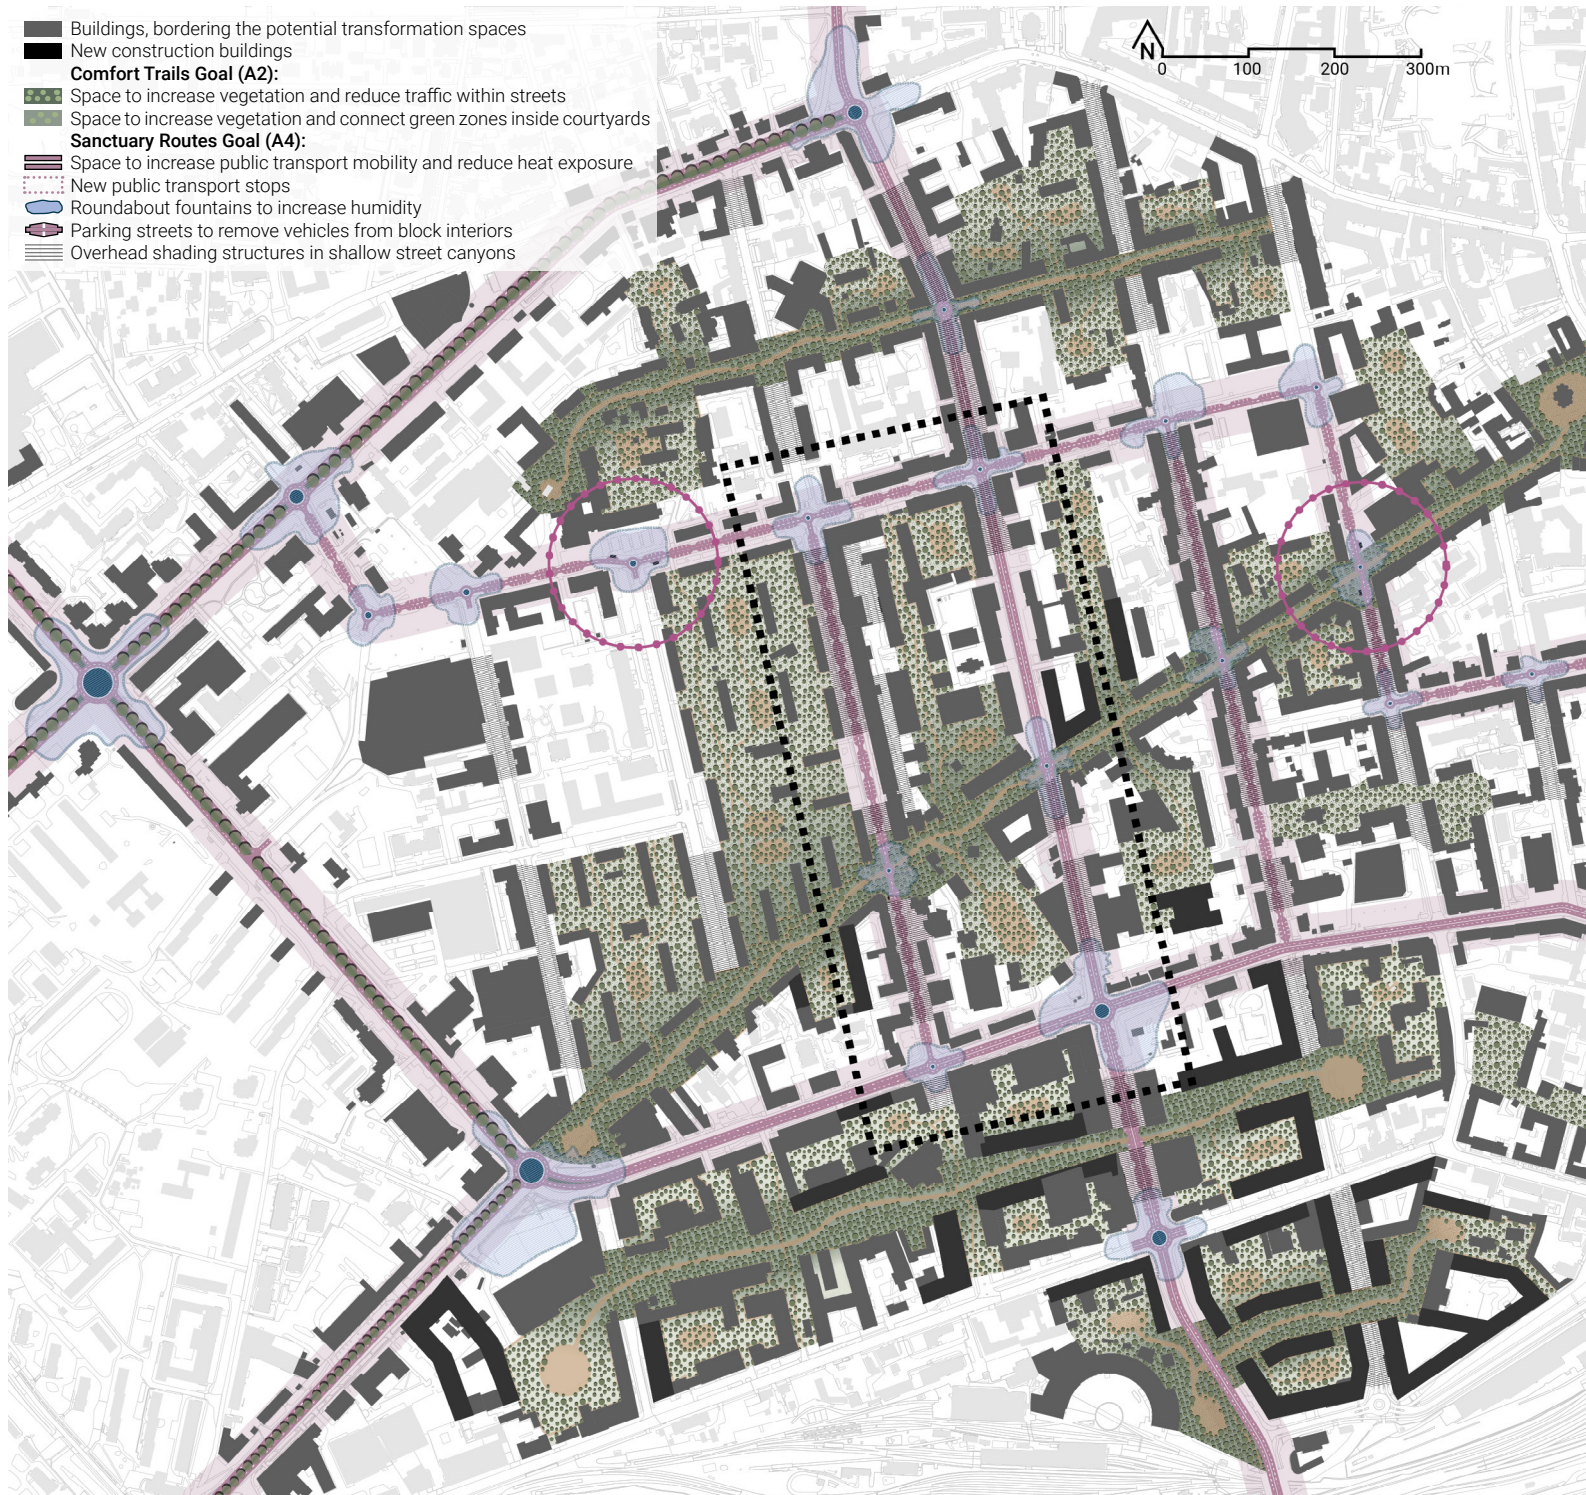 Buildings, bordering the potential transformation spaces
New construction buildings
Comfort Trails Goal (A2):
Space to increase vegetation and reduce traffic within streets
Space to increase vegetation and connect green zones inside courtyards
Sanctuary Routes Goal (A4):
Space to increase public transport mobility and reduce heat exposure
New public transport stops
Roundabout fountains to increase humidity
Parking streets to remove vehicles from block interiors
Overhead shading structures in shallow street canyons
N
0 100 200 300m